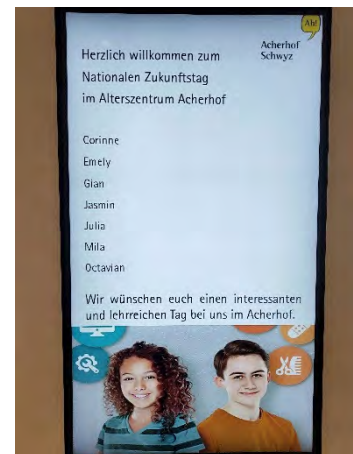 Ah!
Acherhof
Schwyz
Herzlich willkommen zum
Nationalen Zukunftstag
im Alterszentrum Acherhof
Corinne
Emely
Gian
Jasmin
Julia
Mila
Octavian
Wir wünschen euch einen interessanten
und lehrreichen Tag bei uns im Acherhof.